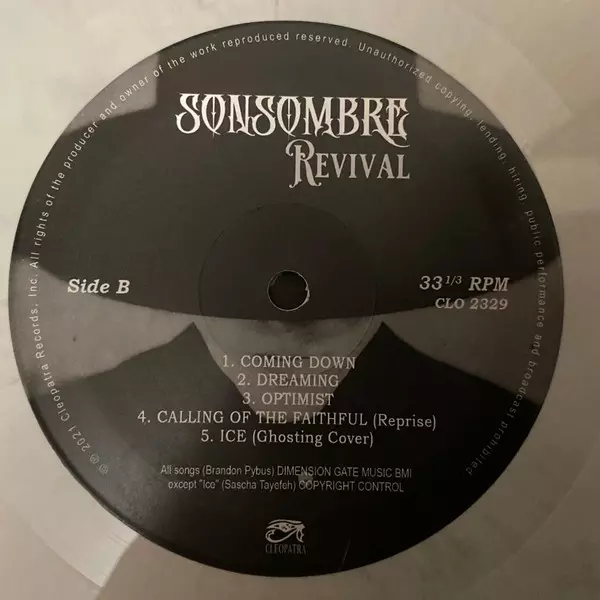 ℗ © 2021 Cleopatra Records, Inc. All rights of the producer and owner of the work reproduced reserved. Unauthorized copying, lending, hiring, public performance and broadcast prohibited
SONSOMBRE
REVIVAL
Side B
33 1/3 RPM
CLO 2329
1. COMING DOWN
2. DREAMING
3. OPTIMIST
4. CALLING OF THE FAITHFUL (Reprise)
5. ICE (Ghosting Cover)
All songs (Brandon Pybus) DIMENSION GATE MUSIC BMI
except "Ice" (Sascha Tayefeh) COPYRIGHT CONTROL
CLEOPATRA